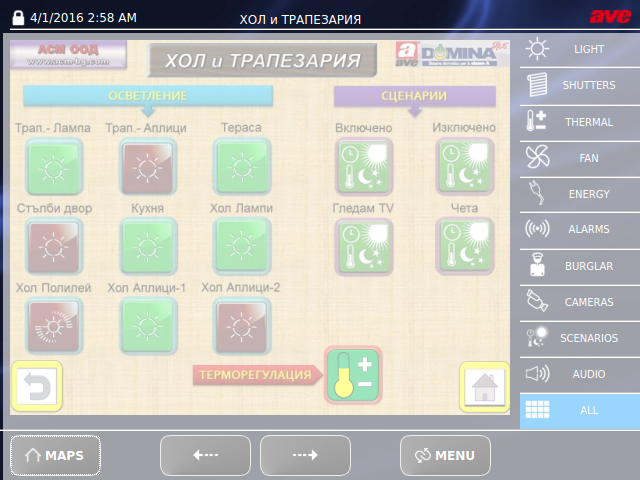 4/1/2016 2:58 AM
ХОЛ и ТРАПЕЗАРИЯ
ave
АСМ ООД
www.acm-bg.com
ХОЛ и ТРАПЕЗАРИЯ
ave
DOMINA Plus
ОСВЕТЛЕНИЕ
СЦЕНАРИИ
Трап.- Лампа
Трап.- Аплици
Тераса
Включено
Изключено
Стълби двор
Кухня
Хол Лампи
Гледам TV
Чета
Хол Полилей
Хол Аплици-1
Хол Аплици-2
ТЕРМОРЕГУЛАЦИЯ
LIGHT
SHUTTERS
THERMAL
FAN
ENERGY
ALARMS
BURGLAR
CAMERAS
SCENARIOS
AUDIO
ALL
MAPS
MENU